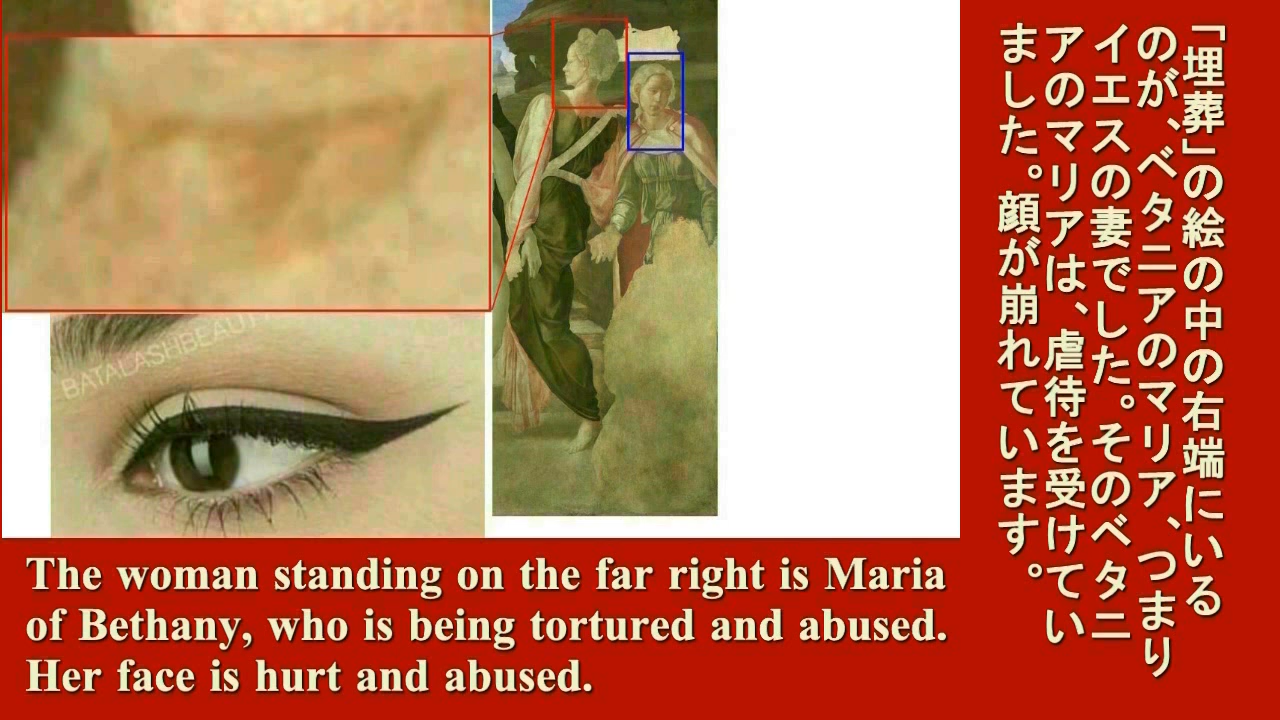 「埋葬」の絵の中の右端にいる
のが、ベタニアのマリア、つまり
イエスの妻でした。そのベタニ
アのマリアは、虐待を受けてい
ました。顔が崩れています。
BATALASHBEAUT
The woman standing on the far right is Maria
of Bethany, who is being tortured and abused.
Her face is hurt and abused.